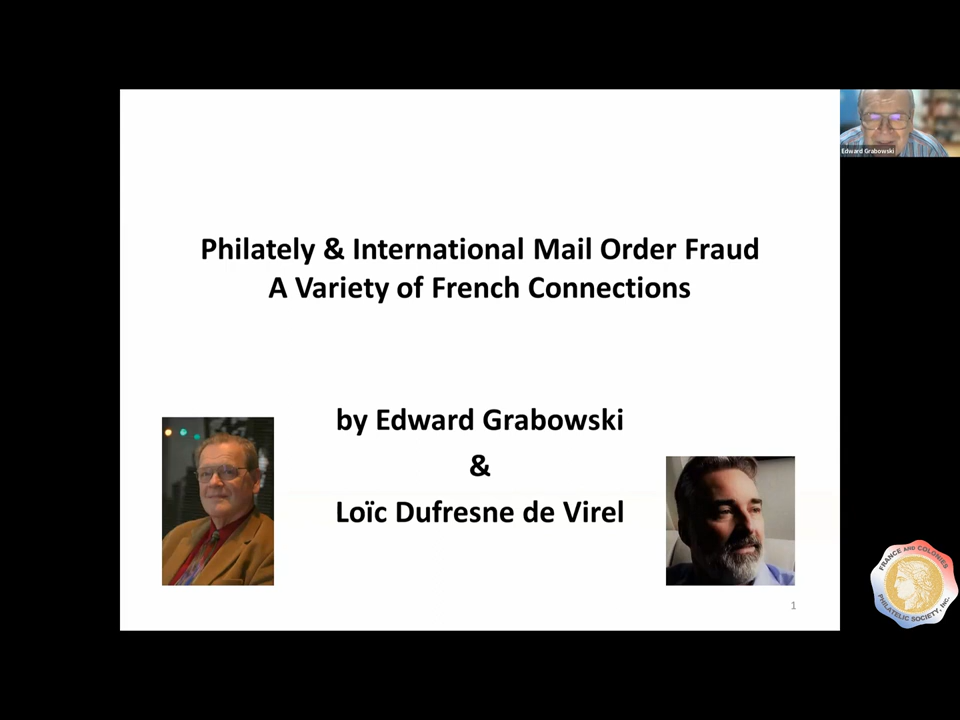 Edward Grabowski
Philately & International Mail Order Fraud
A Variety of French Connections
by Edward Grabowski
&
Loïc Dufresne de Virel
1
FRANCE AND COLONIES
PHILATELIC SOCIETY, INC.